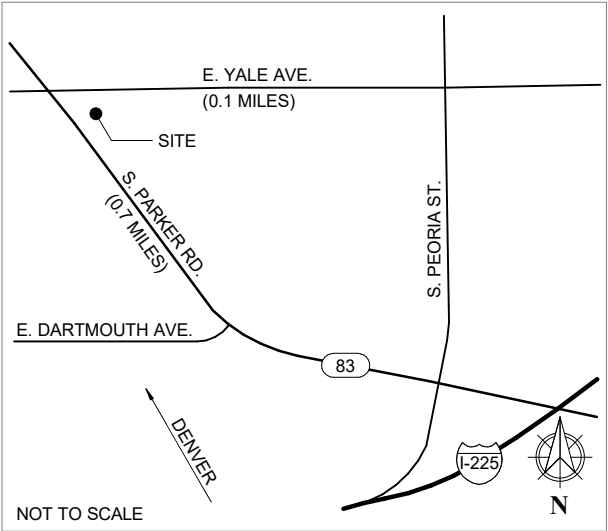 E. YALE AVE.
(0.1 MILES)
SITE
S. PARKER RD.
(0.7 MILES)
S. PEORIA ST.
E. DARTMOUTH AVE.
83
DENVER
I-225
N
NOT TO SCALE